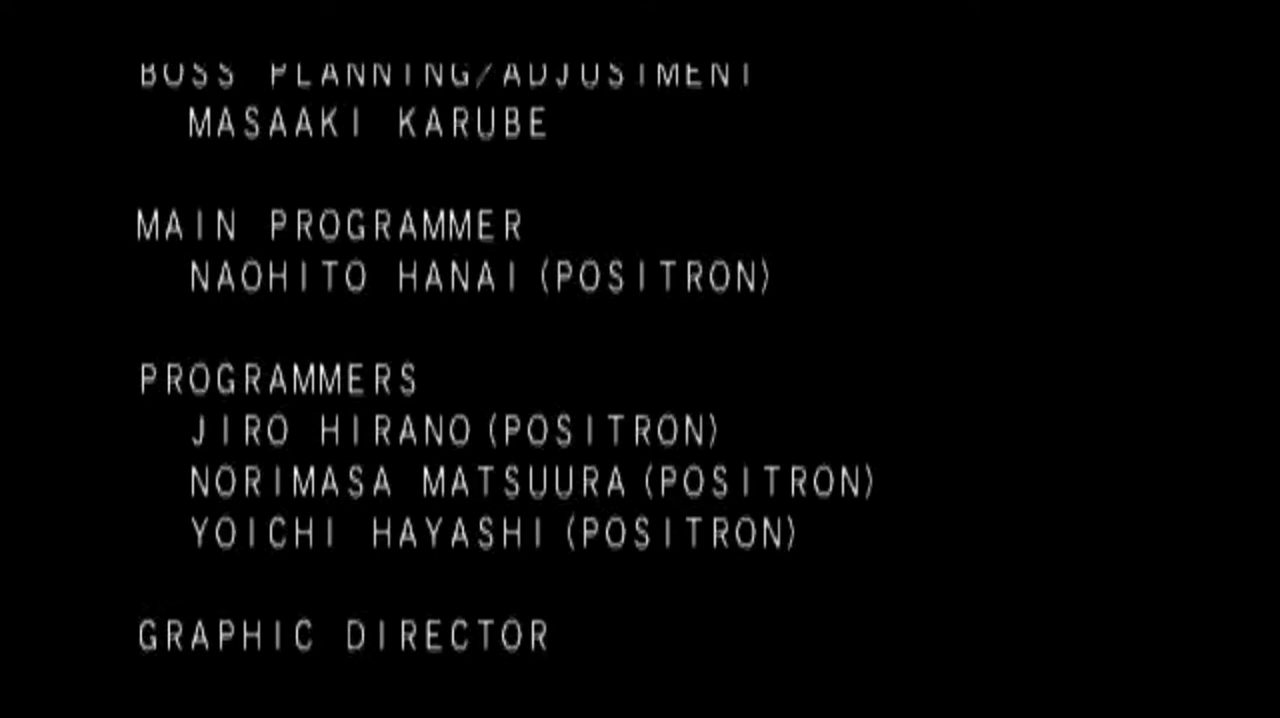 BOSS PLANNING/ADJUSTMENT
MASAAKI KARUBE
MAIN PROGRAMMER
NAOHITO HANAI(POSITRON)
PROGRAMMERS
JIRO HIRANO(POSITRON)
NORIMASA MATSUURA(POSITRON)
YOICHI HAYASHI(POSITRON)
GRAPHIC DIRECTOR